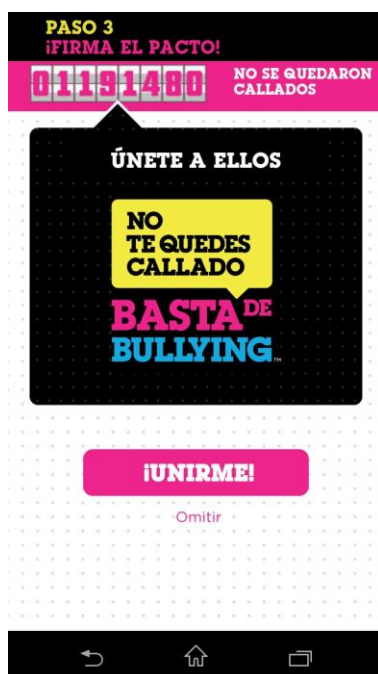 PASO 3
¡FIRMA EL PACTO!
01191480
NO SE QUEDARON
CALLADOS
ÚNETE A ELLOS
NO
TE QUEDES
CALLADO
BASTA DE
BULLYING™
¡UNIRME!
Omitir